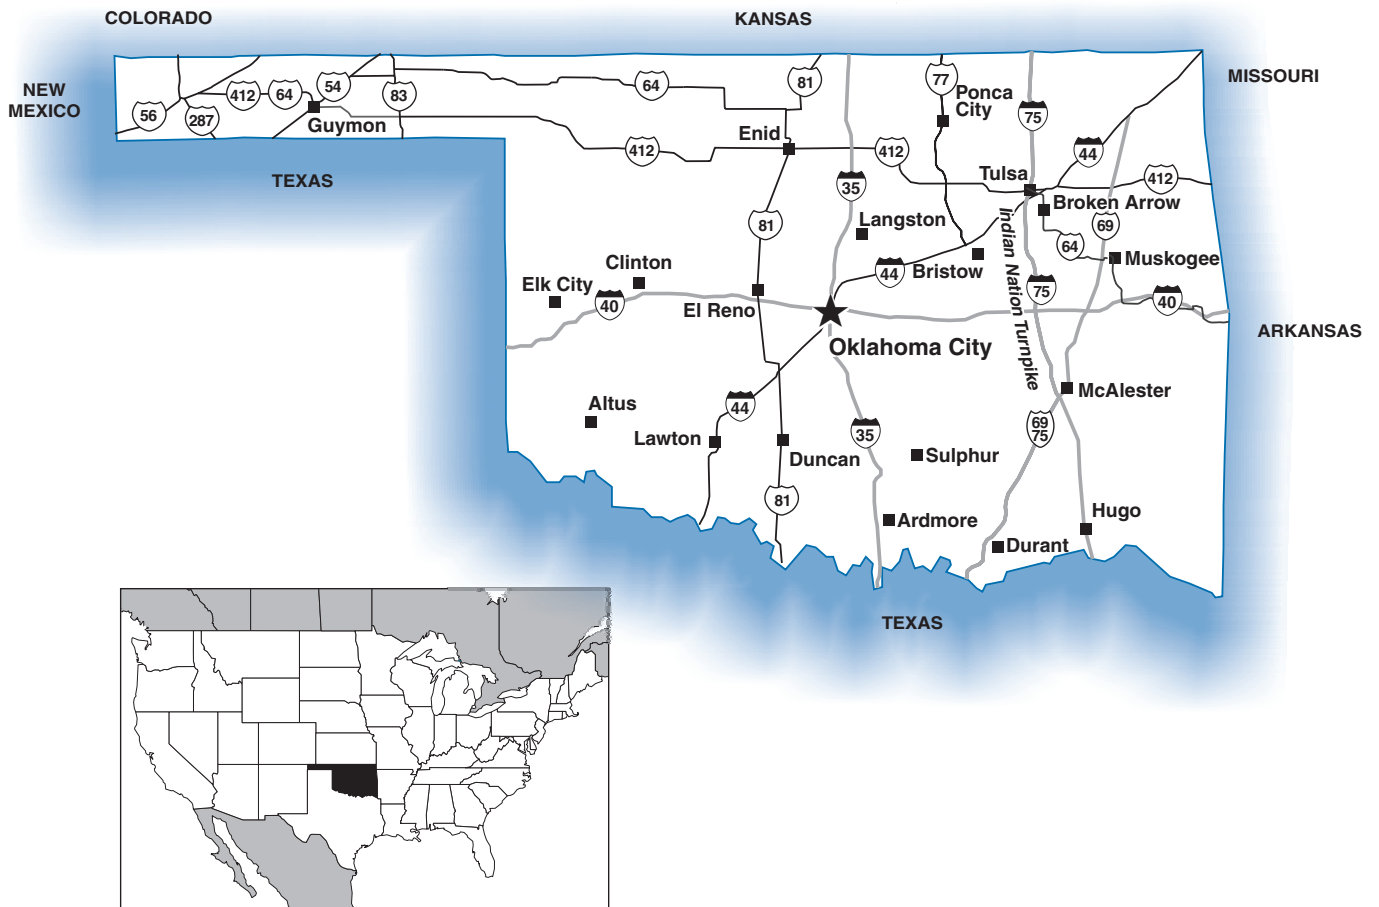 COLORADO
KANSAS
NEW
MEXICO
MISSOURI
56
412
64
287
54
83
Guymon
64
81
77
Ponca
City
75
44
TEXAS
412
Enid
412
Tulsa
412
35
Broken Arrow
81
Langston
69
64
Muskogee
Indian Nation Turnpike
Clinton
Elk City
40
44
Bristow
75
40
El Reno
Oklahoma City
ARKANSAS
McAlester
Altus
44
Lawton
35
69
75
Duncan
Sulphur
81
Ardmore
Hugo
Durant
TEXAS